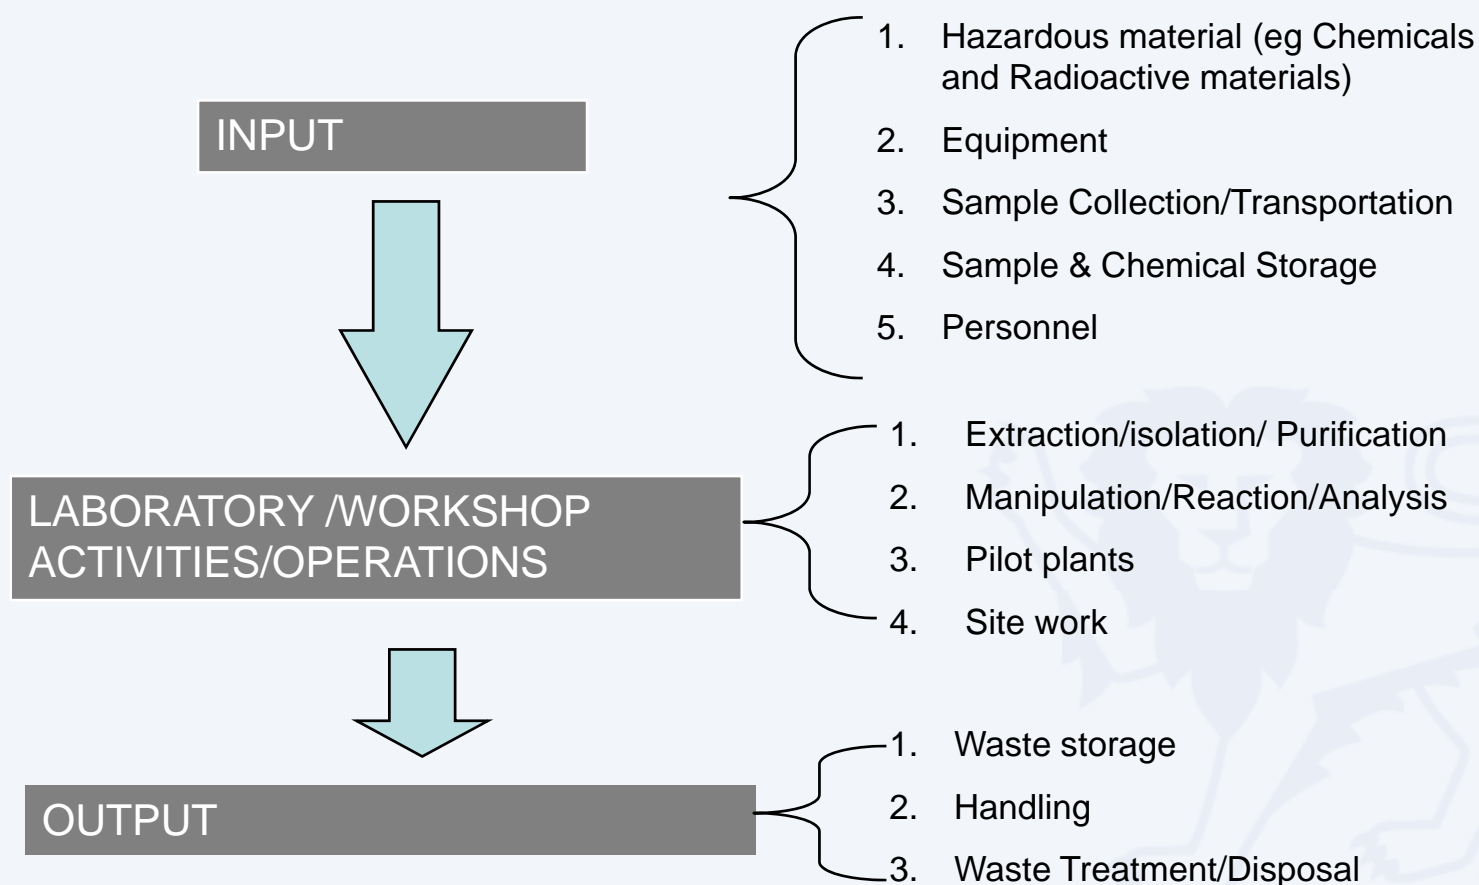 INPUT
1. Hazardous material (eg Chemicals
and Radioactive materials)
2. Equipment
3. Sample Collection/Transportation
4. Sample & Chemical Storage
5. Personnel
LABORATORY /WORKSHOP
ACTIVITIES/OPERATIONS
1. Extraction/isolation/ Purification
2. Manipulation/Reaction/Analysis
3. Pilot plants
4. Site work
OUTPUT
1. Waste storage
2. Handling
3. Waste Treatment/Disposal